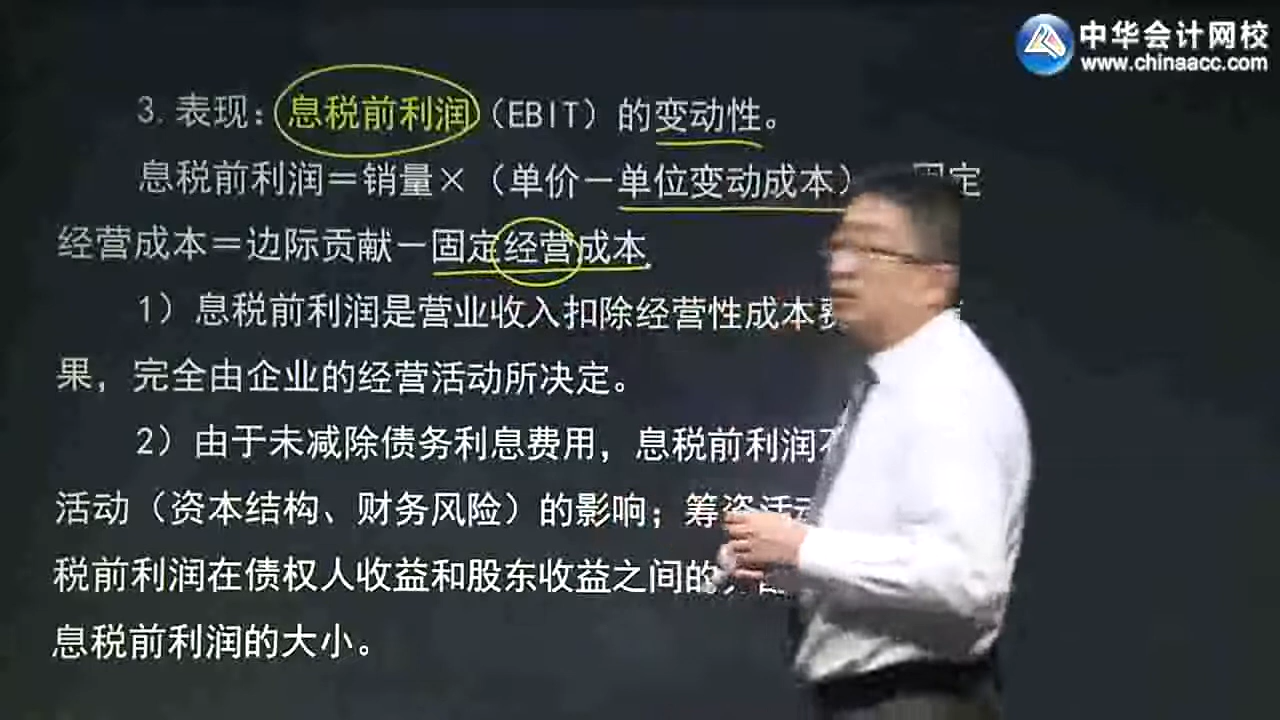 中华会计网校
www.chinaacc.com
3.表现：息税前利润（EBIT）的变动性。
息税前利润＝销量×（单价－单位变动成本） 固定
经营成本＝边际贡献－固定经营成本
1）息税前利润是营业收入扣除经营性成本费
果，完全由企业的经营活动所决定。
2）由于未减除债务利息费用，息税前利润不
活动（资本结构、财务风险）的影响；筹资活动
税前利润在债权人收益和股东收益之间的
息税前利润的大小。